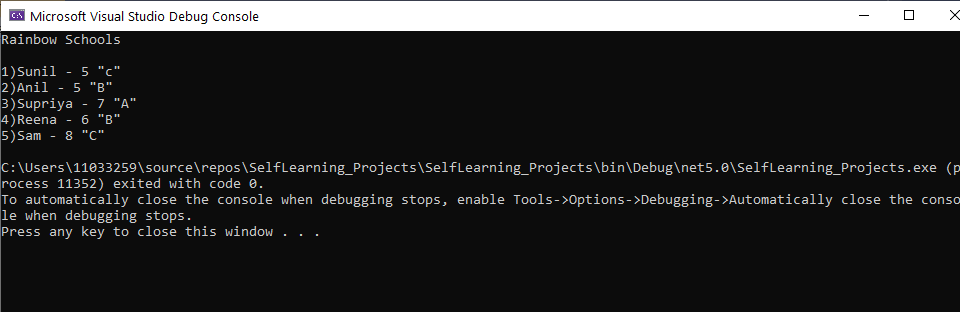 Microsoft Visual Studio Debug Console
Rainbow Schools
1)Sunil - 5 "c"
2)Anil - 5 "B"
3)Supriya - 7 "A"
4)Reena - 6 "B"
5)Sam - 8 "C"
C:\Users\11033259\source\repos\SelfLearning_Projects\SelfLearning_Projects\bin\Debug\net5.0\SelfLearning_Projects.exe (p
rocess 11352) exited with code 0.
To automatically close the console when debugging stops, enable Tools->Options->Debugging->Automatically close the conso
le when debugging stops.
Press any key to close this window . . .